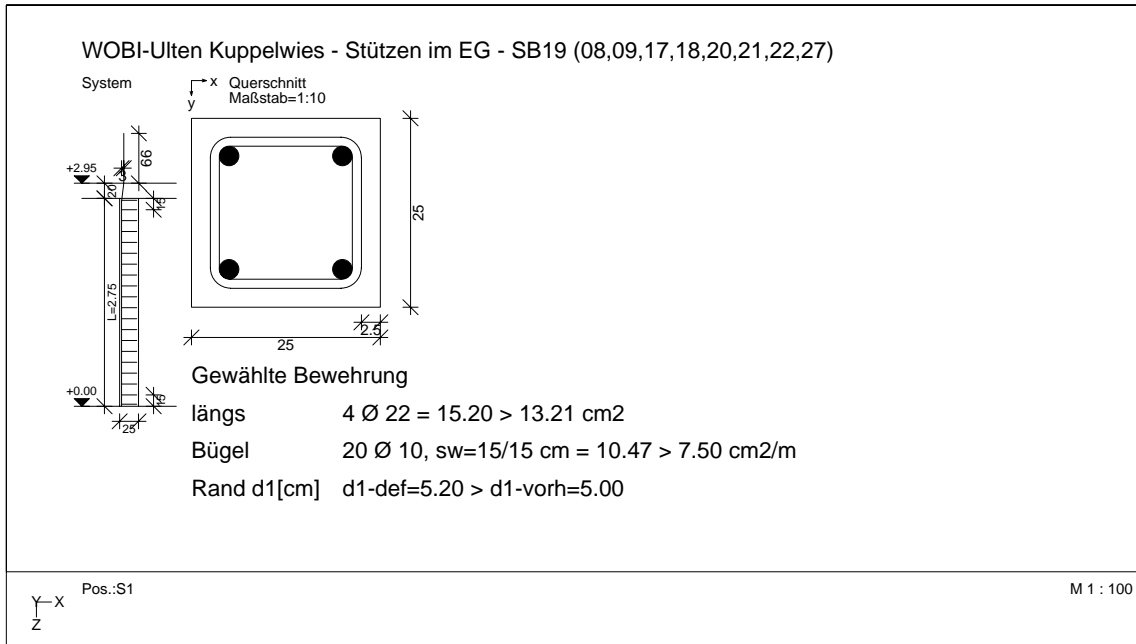 WOBI-Ulten Kuppelwies - Stützen im EG - SB19 (08,09,17,18,20,21,22,27)
System
x
Querschnitt
y
Maßstab=1:10
66
+2.95
5
20
15
25
L=2.75
2.5
25
+0.00
15
25
Gewählte Bewehrung
längs 4 Ø 22 = 15.20 > 13.21 cm2
Bügel 20 Ø 10, sw=15/15 cm = 10.47 > 7.50 cm2/m
Rand d1[cm] d1-def=5.20 > d1-vorh=5.00
Pos.:S1
M 1 : 100
Y X
Z